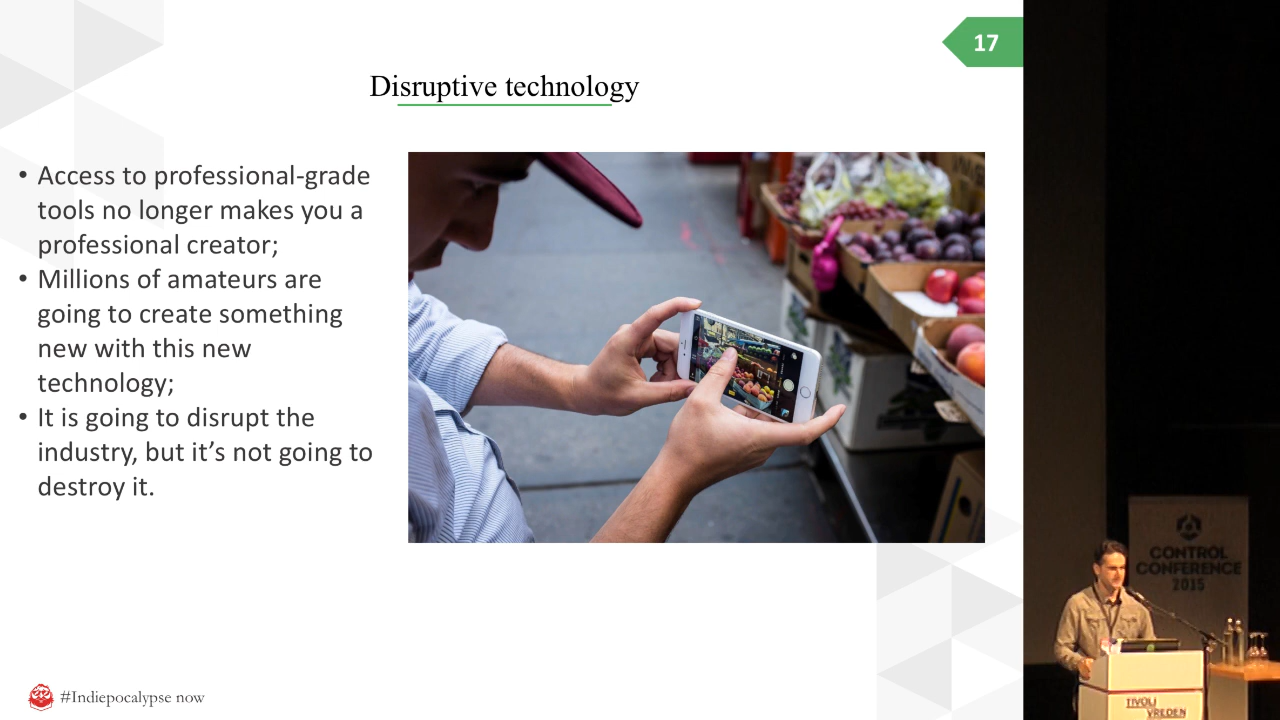 17
Disruptive technology
• Access to professional-grade
tools no longer makes you a
professional creator;
• Millions of amateurs are
going to create something
new with this new
technology;
• It is going to disrupt the
industry, but it’s not going to
destroy it.
#Indiepocalypse now
CONTROL
CONFERENCE
2015
TIVOLI
VREDEN